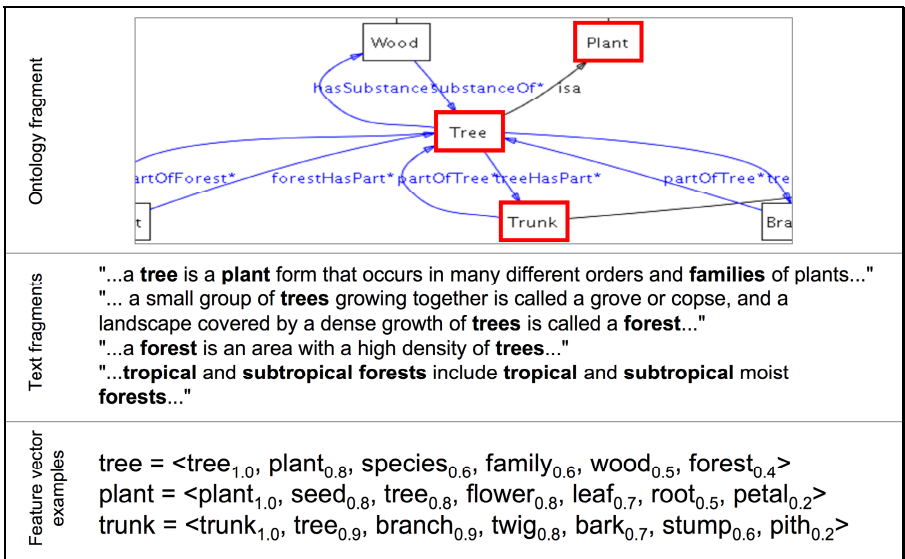 Ontology fragment
Wood
Plant
hasSubstance*
substanceOf*
isa
Tree
artOfForest*
forestHasPart*
partOfTree*
treeHasPart*
partOfTree*
tre
t
Trunk
Bra
Text fragments
"...a tree is a plant form that occurs in many different orders and families of plants..."
"... a small group of trees growing together is called a grove or copse, and a
landscape covered by a dense growth of trees is called a forest..."
"...a forest is an area with a high density of trees..."
"...tropical and subtropical forests include tropical and subtropical moist
forests..."
Feature vector
examples
tree = <tree1.0, plant0.8, species0.6, family0.6, wood0.5, forest0.4>
plant = <plant1.0, seed0.8, tree0.8, flower0.8, leaf0.7, root0.5, petal0.2>
trunk = <trunk1.0, tree0.9, branch0.9, twig0.8, bark0.7, stump0.6, pith0.2>